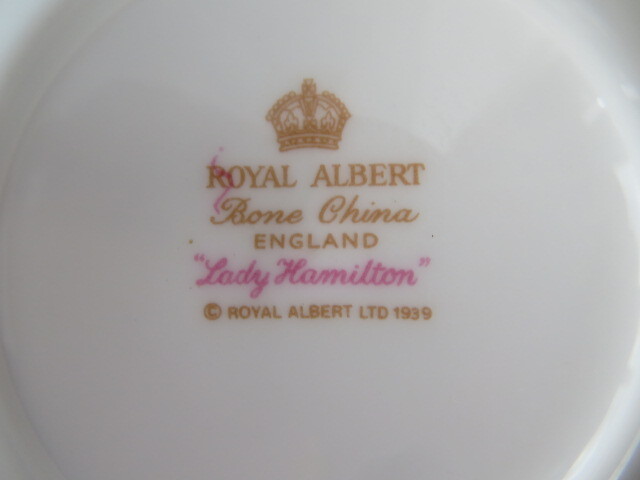 ROYAL ALBERT
Bone China
ENGLAND
"Lady Hamilton"
© ROYAL ALBERT LTD 1939